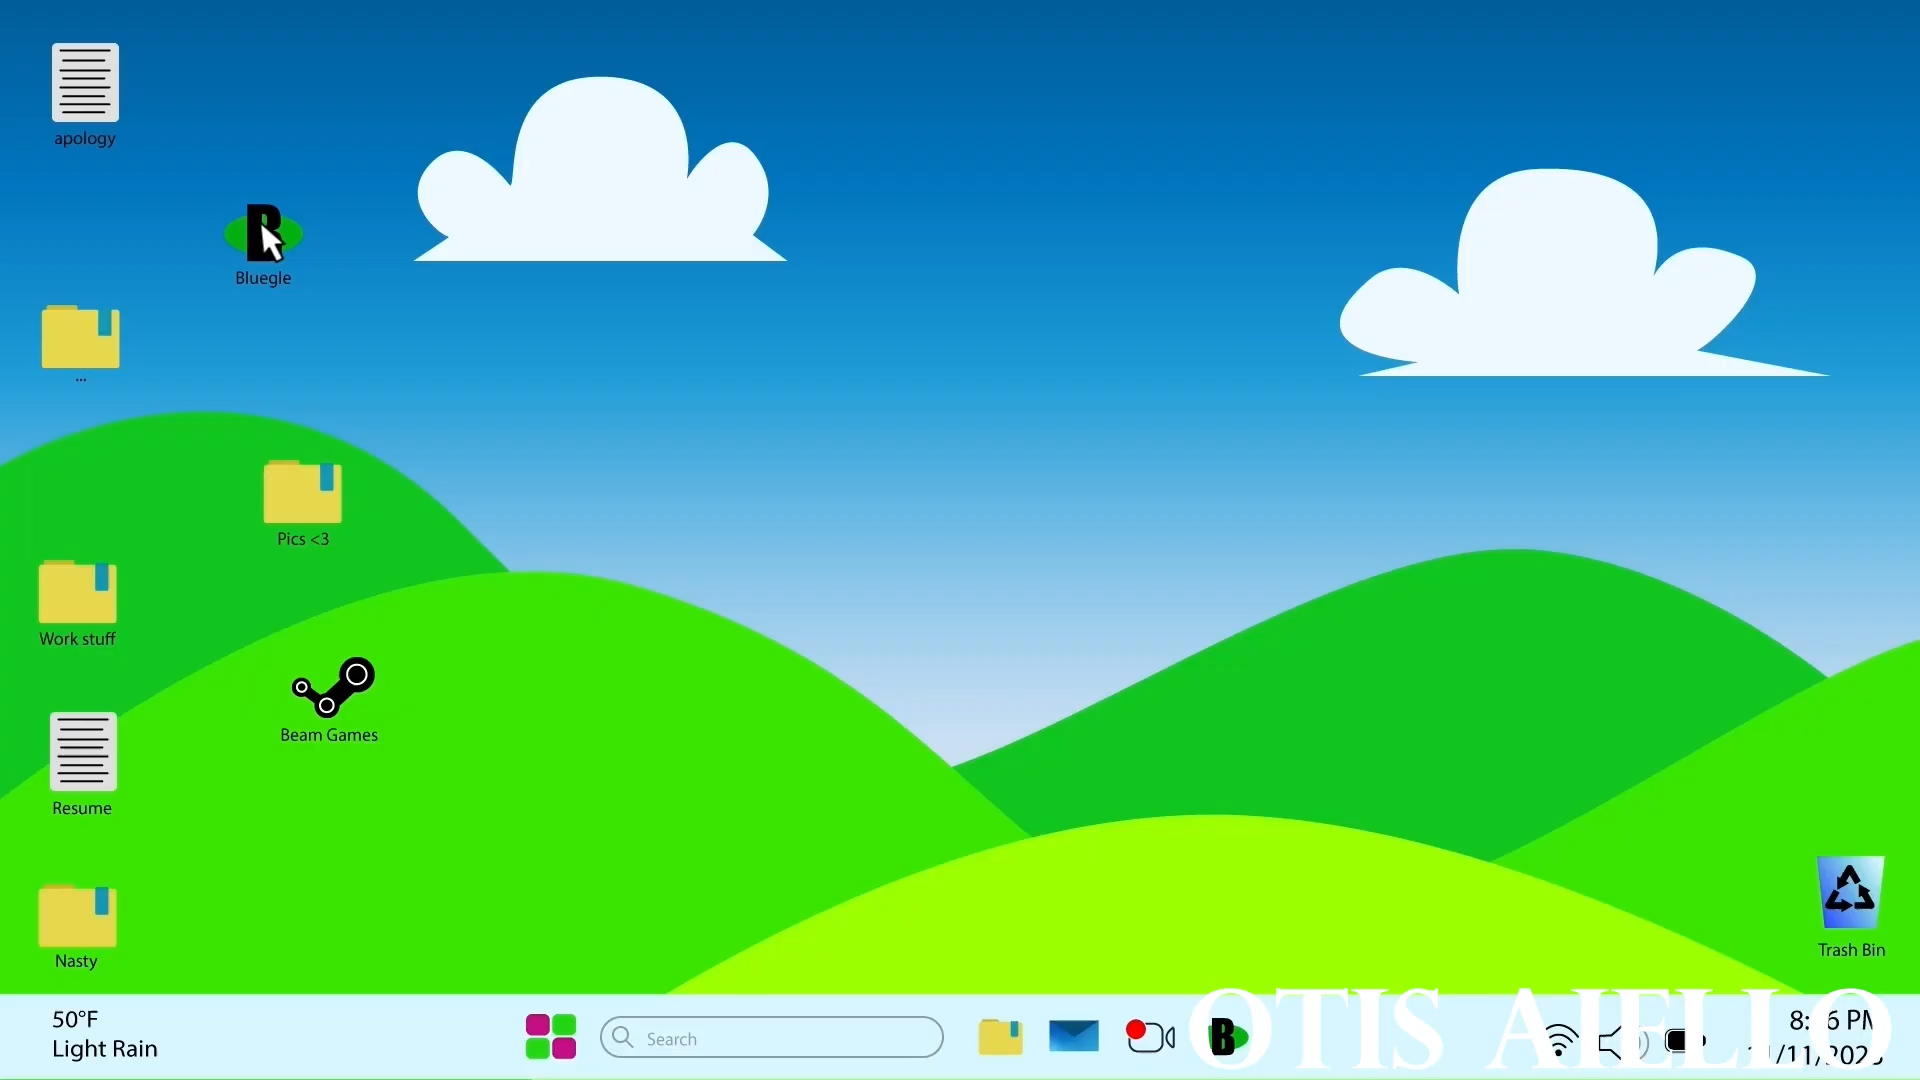 apology
B
Bluegle
...
Pics <3
Work stuff
Beam Games
Resume
Nasty
Trash Bin
50°F
Light Rain
Search
B
OTIS AIELLO